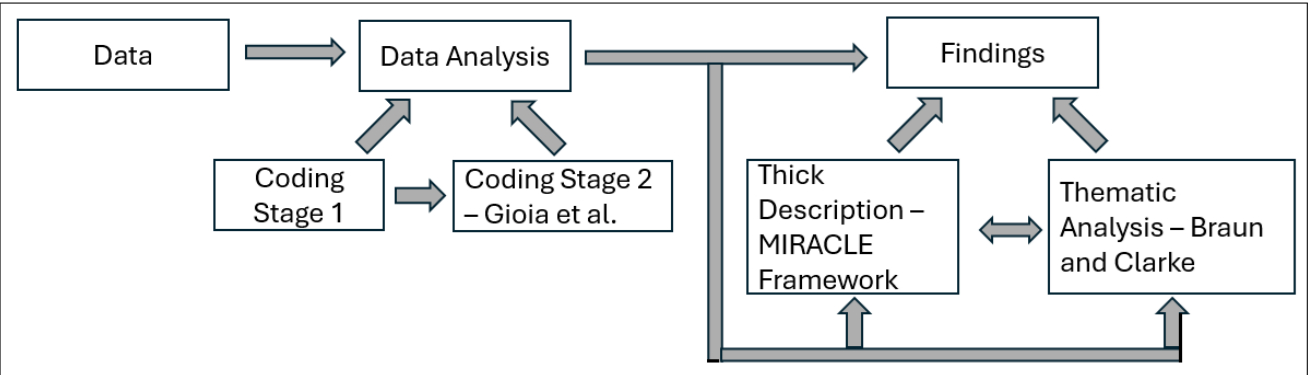 Data
Data Analysis
Findings
Coding
Stage 1
Coding Stage 2
– Gioia et al.
Thick
Description –
MIRACLE
Framework
Thematic
Analysis – Braun
and Clarke